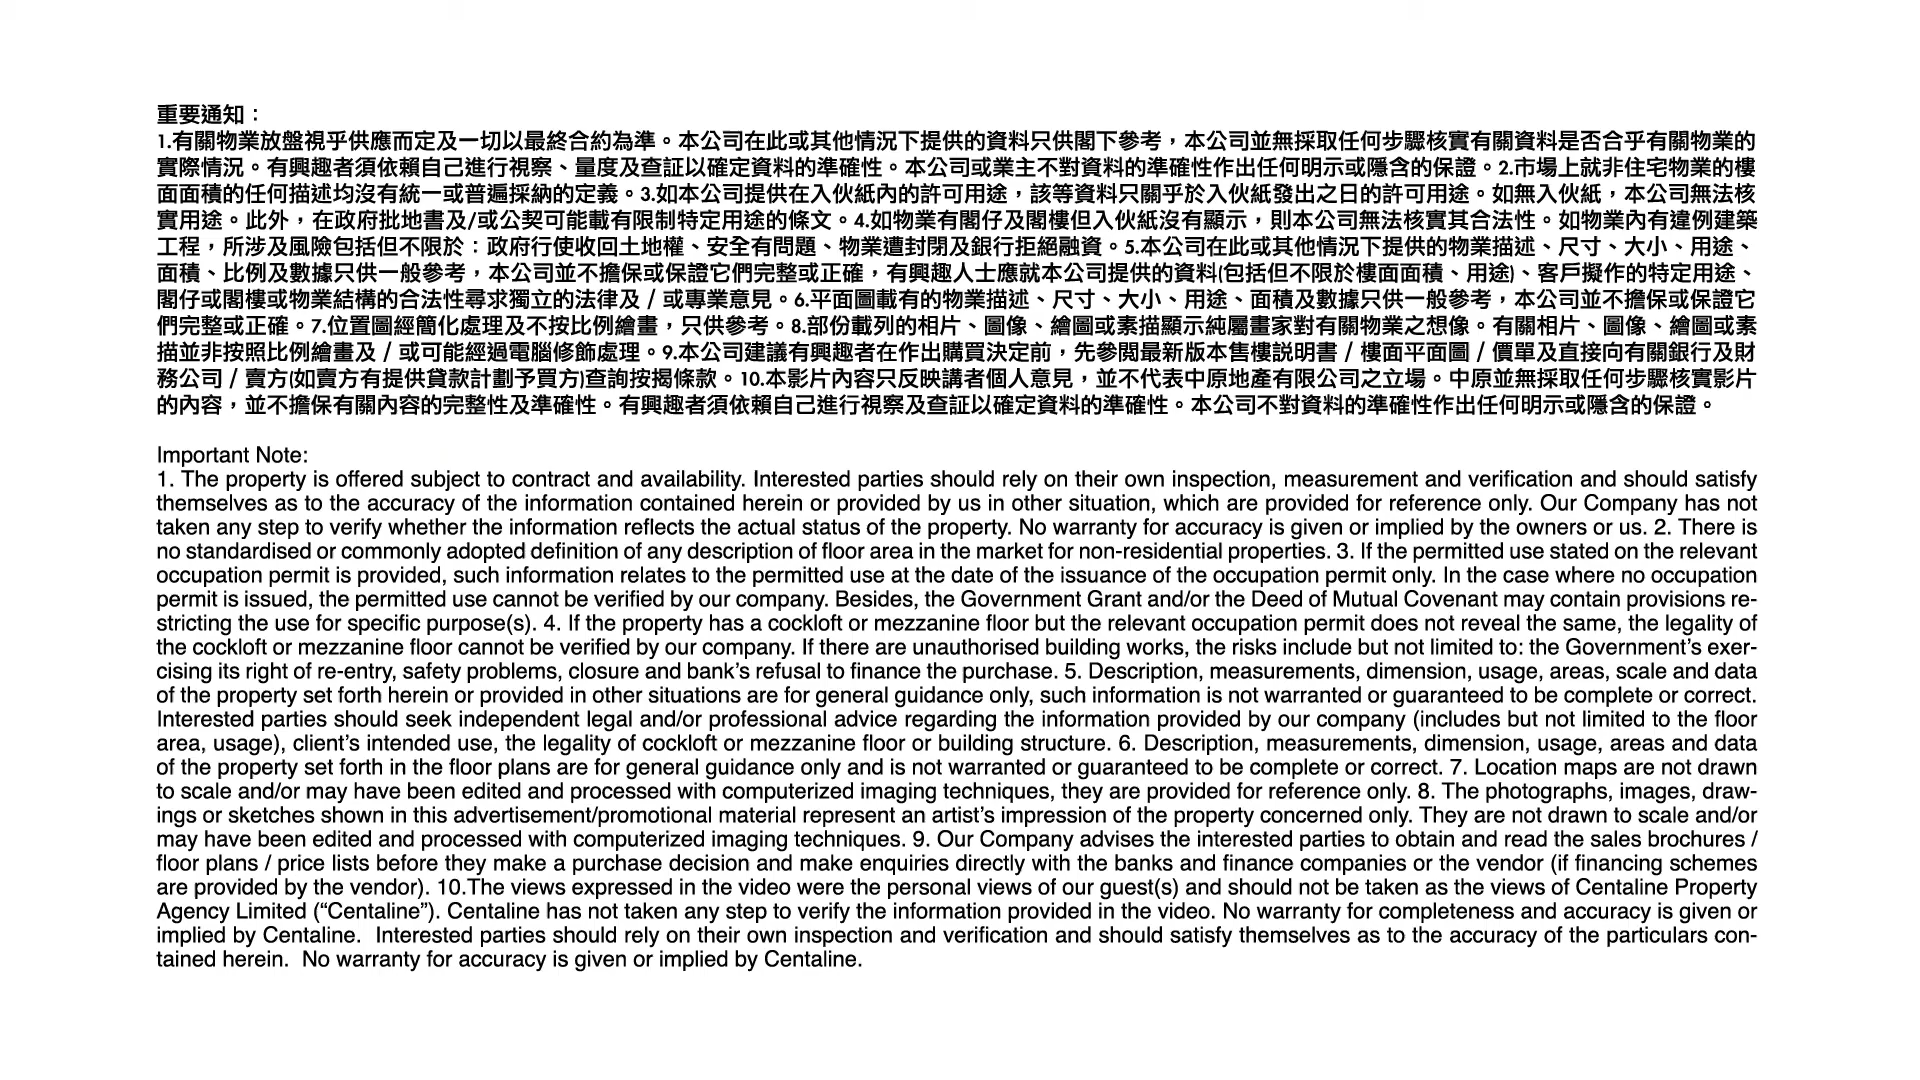 重要通知：
1.有關物業放盤視乎供應而定及一切以最終合約為準。本公司在此或其他情況下提供的資料只供閣下參考，本公司並無採取任何步驟核實有關資料是否合乎有關物業的
實際情況。有興趣者須依賴自己進行視察、量度及查証以確定資料的準確性。本公司或業主不對資料的準確性作出任何明示或隱含的保證。2.市場上就非住宅物業的樓
面面積的任何描述均沒有統一或普遍採納的定義。3.如本公司提供在入伙紙內的許可用途，該等資料只關乎於入伙紙發出之日的許可用途。如無入伙紙，本公司無法核
實用途。此外，在政府批地書及/或公契可能載有限制特定用途的條文。4.如物業有閣仔及閣樓但入伙紙沒有顯示，則本公司無法核實其合法性。如物業內有違例建築
工程，所涉及風險包括但不限於：政府行使收回土地權、安全有問題、物業遭封閉及銀行拒絕融資。5.本公司在此或其他情況下提供的物業描述、尺寸、大小、用途、
面積、比例及數據只供一般參考，本公司並不擔保或保證它們完整或正確，有興趣人士應就本公司提供的資料(包括但不限於樓面面積、用途)、客戶擬作的特定用途、
閣仔或閣樓或物業結構的合法性尋求獨立的法律及 / 或專業意見。6.平面圖載有的物業描述、尺寸、大小、用途、面積及數據只供一般參考，本公司並不擔保或保證它
們完整或正確。7.位置圖經簡化處理及不按比例繪畫，只供參考。8.部份載列的相片、圖像、繪圖或素描顯示純屬畫家對有關物業之想像。有關相片、圖像、繪圖或素
描並非按照比例繪畫及 / 或可能經過電腦修飾處理。9.本公司建議有興趣者在作出購買決定前，先參閱最新版本售樓説明書 / 樓面平面圖 / 價單及直接向有關銀行及財
務公司 / 賣方(如賣方有提供貸款計劃予買方)查詢按揭條款。10.本影片內容只反映講者個人意見，並不代表中原地產有限公司之立場。中原並無採取任何步驟核實影片
的內容，並不擔保有關內容的完整性及準確性。有興趣者須依賴自己進行視察及查証以確定資料的準確性。本公司不對資料的準確性作出任何明示或隱含的保證。
Important Note:
1. The property is offered subject to contract and availability. Interested parties should rely on their own inspection, measurement and verification and should satisfy
themselves as to the accuracy of the information contained herein or provided by us in other situation, which are provided for reference only. Our Company has not
taken any step to verify whether the information reflects the actual status of the property. No warranty for accuracy is given or implied by the owners or us. 2. There is
no standardised or commonly adopted definition of any description of floor area in the market for non-residential properties. 3. If the permitted use stated on the relevant
occupation permit is provided, such information relates to the permitted use at the date of the issuance of the occupation permit only. In the case where no occupation
permit is issued, the permitted use cannot be verified by our company. Besides, the Government Grant and/or the Deed of Mutual Covenant may contain provisions re-
stricting the use for specific purpose(s). 4. If the property has a cockloft or mezzanine floor but the relevant occupation permit does not reveal the same, the legality of
the cockloft or mezzanine floor cannot be verified by our company. If there are unauthorised building works, the risks include but not limited to: the Government’s exer-
cising its right of re-entry, safety problems, closure and bank’s refusal to finance the purchase. 5. Description, measurements, dimension, usage, areas, scale and data
of the property set forth herein or provided in other situations are for general guidance only, such information is not warranted or guaranteed to be complete or correct.
Interested parties should seek independent legal and/or professional advice regarding the information provided by our company (includes but not limited to the floor
area, usage), client’s intended use, the legality of cockloft or mezzanine floor or building structure. 6. Description, measurements, dimension, usage, areas and data
of the property set forth in the floor plans are for general guidance only and is not warranted or guaranteed to be complete or correct. 7. Location maps are not drawn
to scale and/or may have been edited and processed with computerized imaging techniques, they are provided for reference only. 8. The photographs, images, draw-
ings or sketches shown in this advertisement/promotional material represent an artist’s impression of the property concerned only. They are not drawn to scale and/or
may have been edited and processed with computerized imaging techniques. 9. Our Company advises the interested parties to obtain and read the sales brochures /
floor plans / price lists before they make a purchase decision and make enquiries directly with the banks and finance companies or the vendor (if financing schemes
are provided by the vendor). 10.The views expressed in the video were the personal views of our guest(s) and should not be taken as the views of Centaline Property
Agency Limited (“Centaline”). Centaline has not taken any step to verify the information provided in the video. No warranty for completeness and accuracy is given or
implied by Centaline.  Interested parties should rely on their own inspection and verification and should satisfy themselves as to the accuracy of the particulars con-
tained herein.  No warranty for accuracy is given or implied by Centaline.